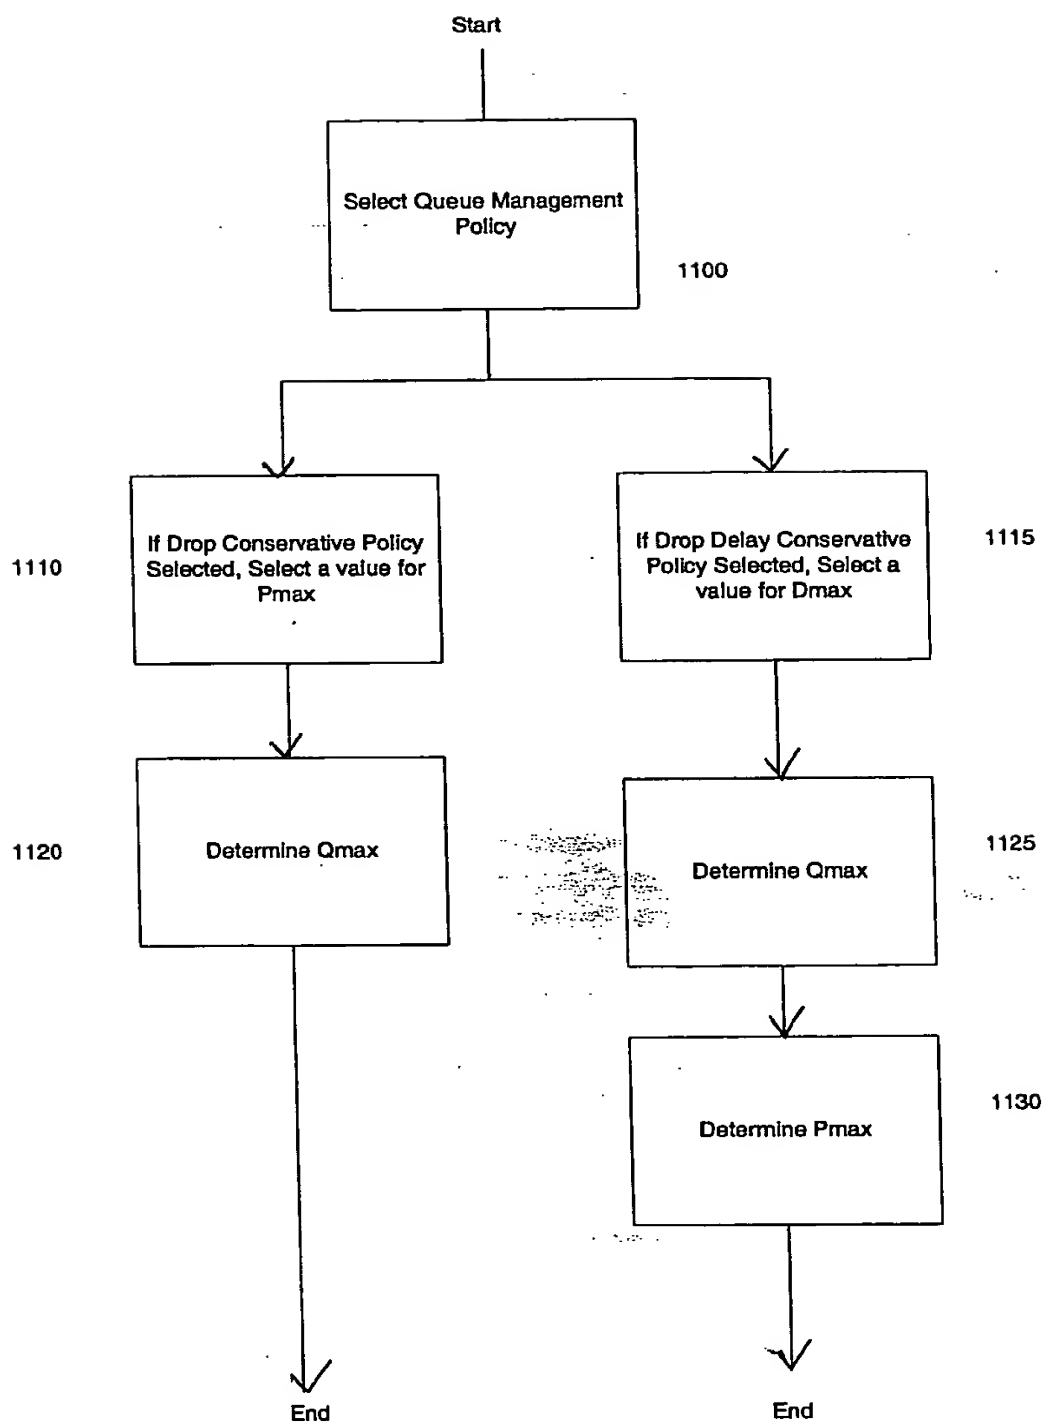 Start
Select Queue Management
Policy
1100
If Drop Conservative Policy
Selected, Select a value for
Pmax
1110
If Drop Delay Conservative
Policy Selected, Select a
value for Dmax
1115
Determine Qmax
1120
Determine Qmax
1125
Determine Pmax
1130
End
End